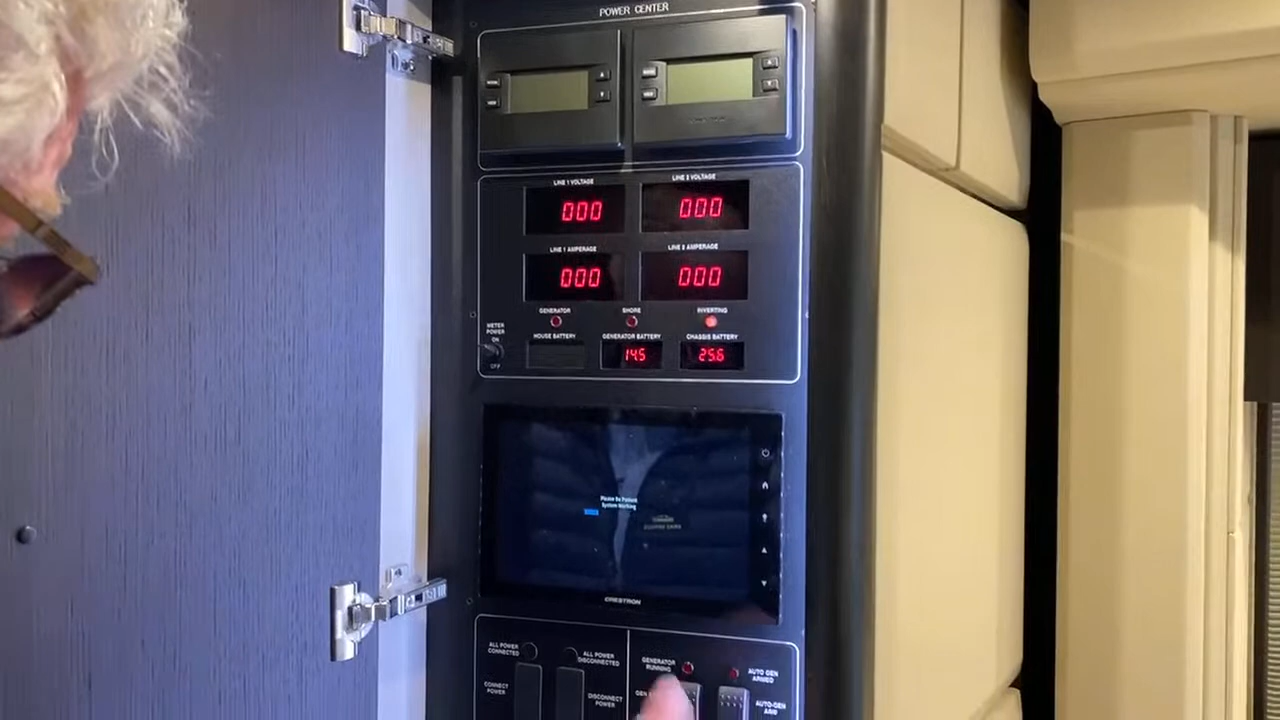 POWER CENTER
LINE 1 VOLTAGE
LINE 2 VOLTAGE
000
000
LINE 1 AMPERAGE
LINE 2 AMPERAGE
000
000
GENERATOR
SHORE
INVERTING
METER POWER
ON
OFF
HOUSE BATTERY
GENERATOR BATTERY
CHASSIS BATTERY
14.5
25.6
Please Be Patient
System Working
CRESTRON
ALL POWER
CONNECTED
ALL POWER
DISCONNECTED
CONNECT
POWER
DISCONNECT
POWER
GENERATOR
RUNNING
GEN
AUTO GEN
ARMED
AUTO-GEN
ARM